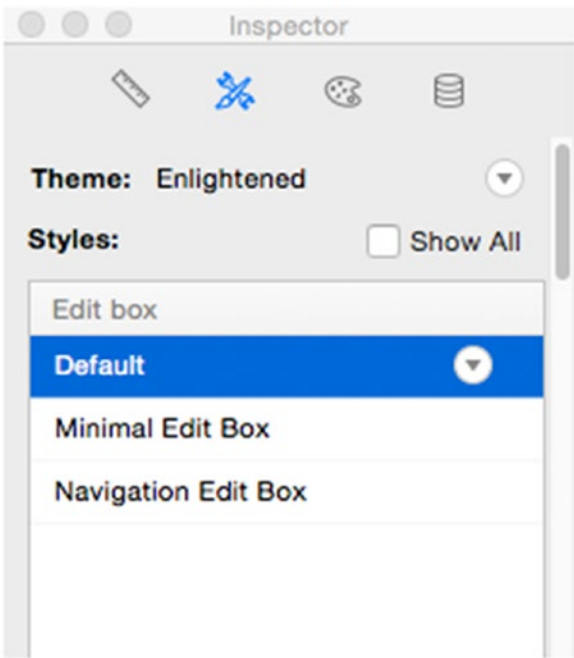 Inspector
Theme: Enlightened
Styles: Show All
Edit box
Default
Minimal Edit Box
Navigation Edit Box